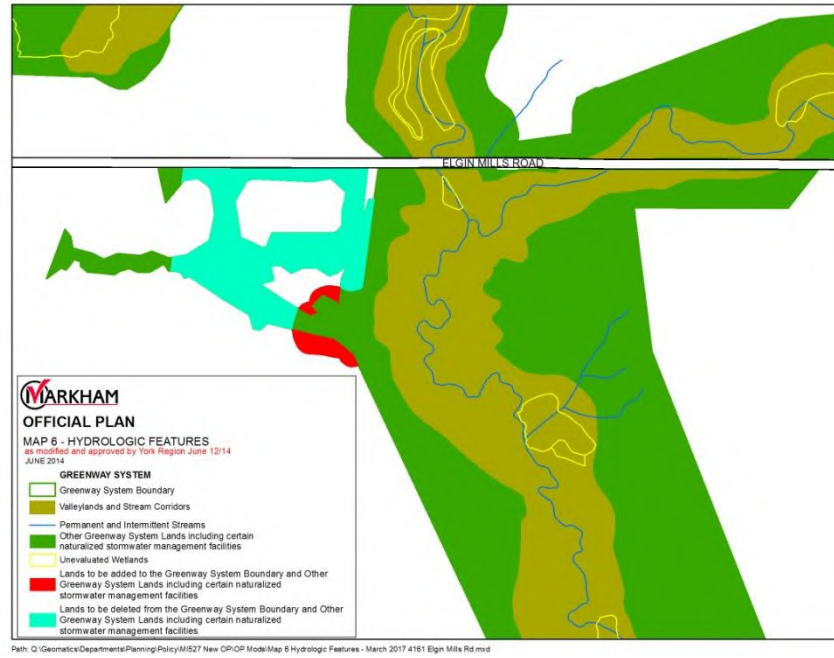 ELGIN MILLS ROAD
MARKHAM
OFFICIAL PLAN
MAP 6 - HYDROLOGIC FEATURES
as modified and approved by York Region June 12/14
JUNE 2014
GREENWAY SYSTEM
Greenway System Boundary
Valleylands and Stream Corridors
Permanent and Intermittent Streams
Other Greenway System Lands including certain
naturalized stormwater management facilities
Unevaluated Wetlands
Lands to be added to the Greenway System Boundary and Other
Greenway System Lands including certain naturalized
stormwater management facilities
Lands to be deleted from the Greenway System Boundary and Other
Greenway System Lands including certain naturalized
stormwater management facilities
Path: Q:\Geomatics\Departments\Planning\Policy\MI527 New OP\OP Mods\Map 6 Hydrologic Features - March 2017 4161 Elgin Mills Rd.mxd